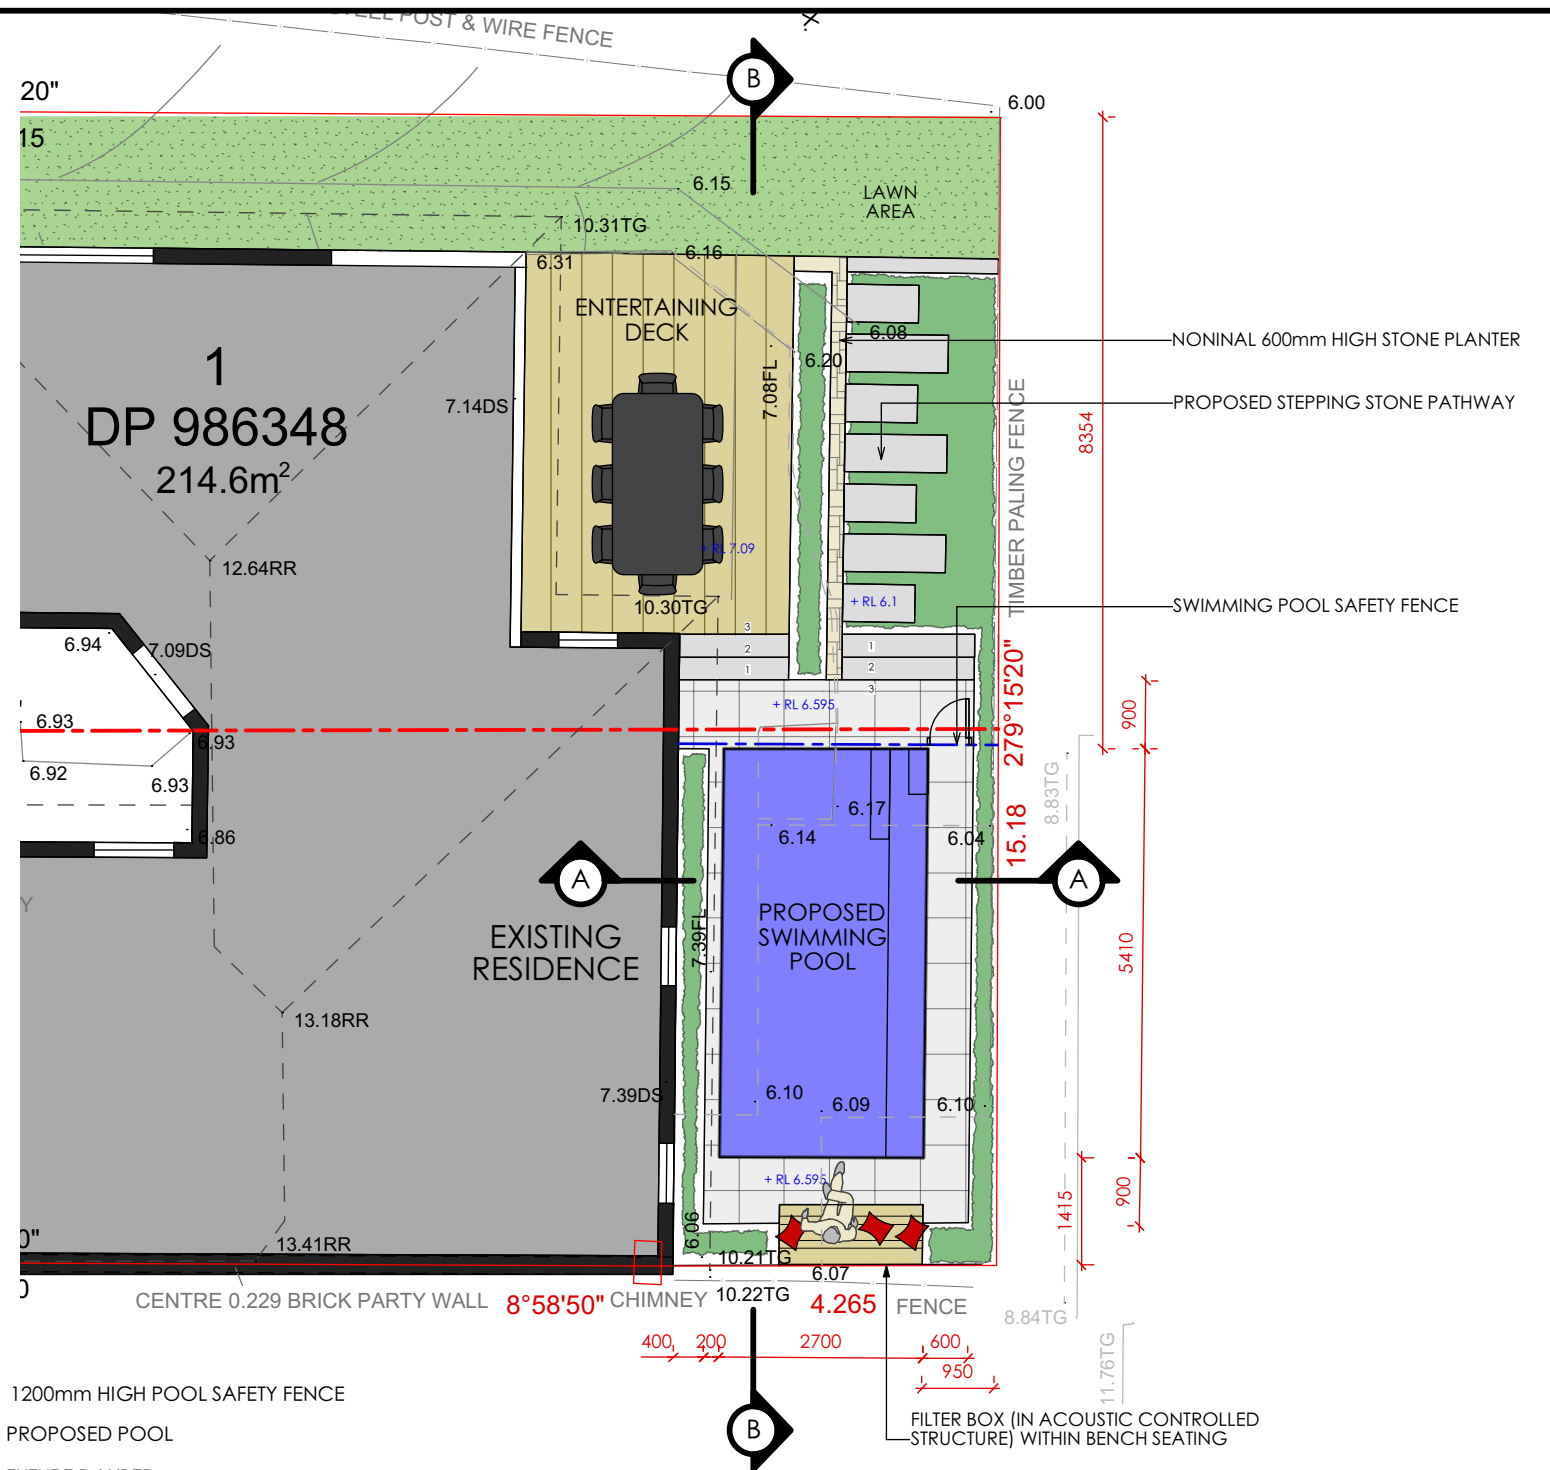 STEEL POST & WIRE FENCE
B
6.00
20"
15
6.15
LAWN
AREA
10.31TG
6.31
6.16
ENTERTAINING
DECK
6.08
6.20
NONINAL 600mm HIGH STONE PLANTER
1
DP 986348
214.6m²
7.14DS
7.08FL
PROPOSED STEPPING STONE PATHWAY
TIMBER PALING FENCE
8354
+ RL 7.09
12.64RR
10.30TG
+ RL 6.1
SWIMMING POOL SAFETY FENCE
3
2
1
1
2
3
6.94
7.09DS
+ RL 6.595
279°15'20"
900
6.93
6.93
6.92
6.93
6.86
6.17
6.14
6.04
15.18
8.83TG
A
A
Y
EXISTING
RESIDENCE
7.39FL
PROPOSED
SWIMMING
POOL
5410
13.18RR
7.39DS
6.10
6.09
6.10
+ RL 6.595
1415
900
0"
13.41RR
6.06
10.21TG
6.07
0
CENTRE 0.229 BRICK PARTY WALL
8°58'50"
CHIMNEY
10.22TG
4.265
FENCE
8.84TG
400
200
2700
600
950
11.76TG
1200mm HIGH POOL SAFETY FENCE
B
FILTER BOX (IN ACOUSTIC CONTROLLED
STRUCTURE) WITHIN BENCH SEATING
PROPOSED POOL